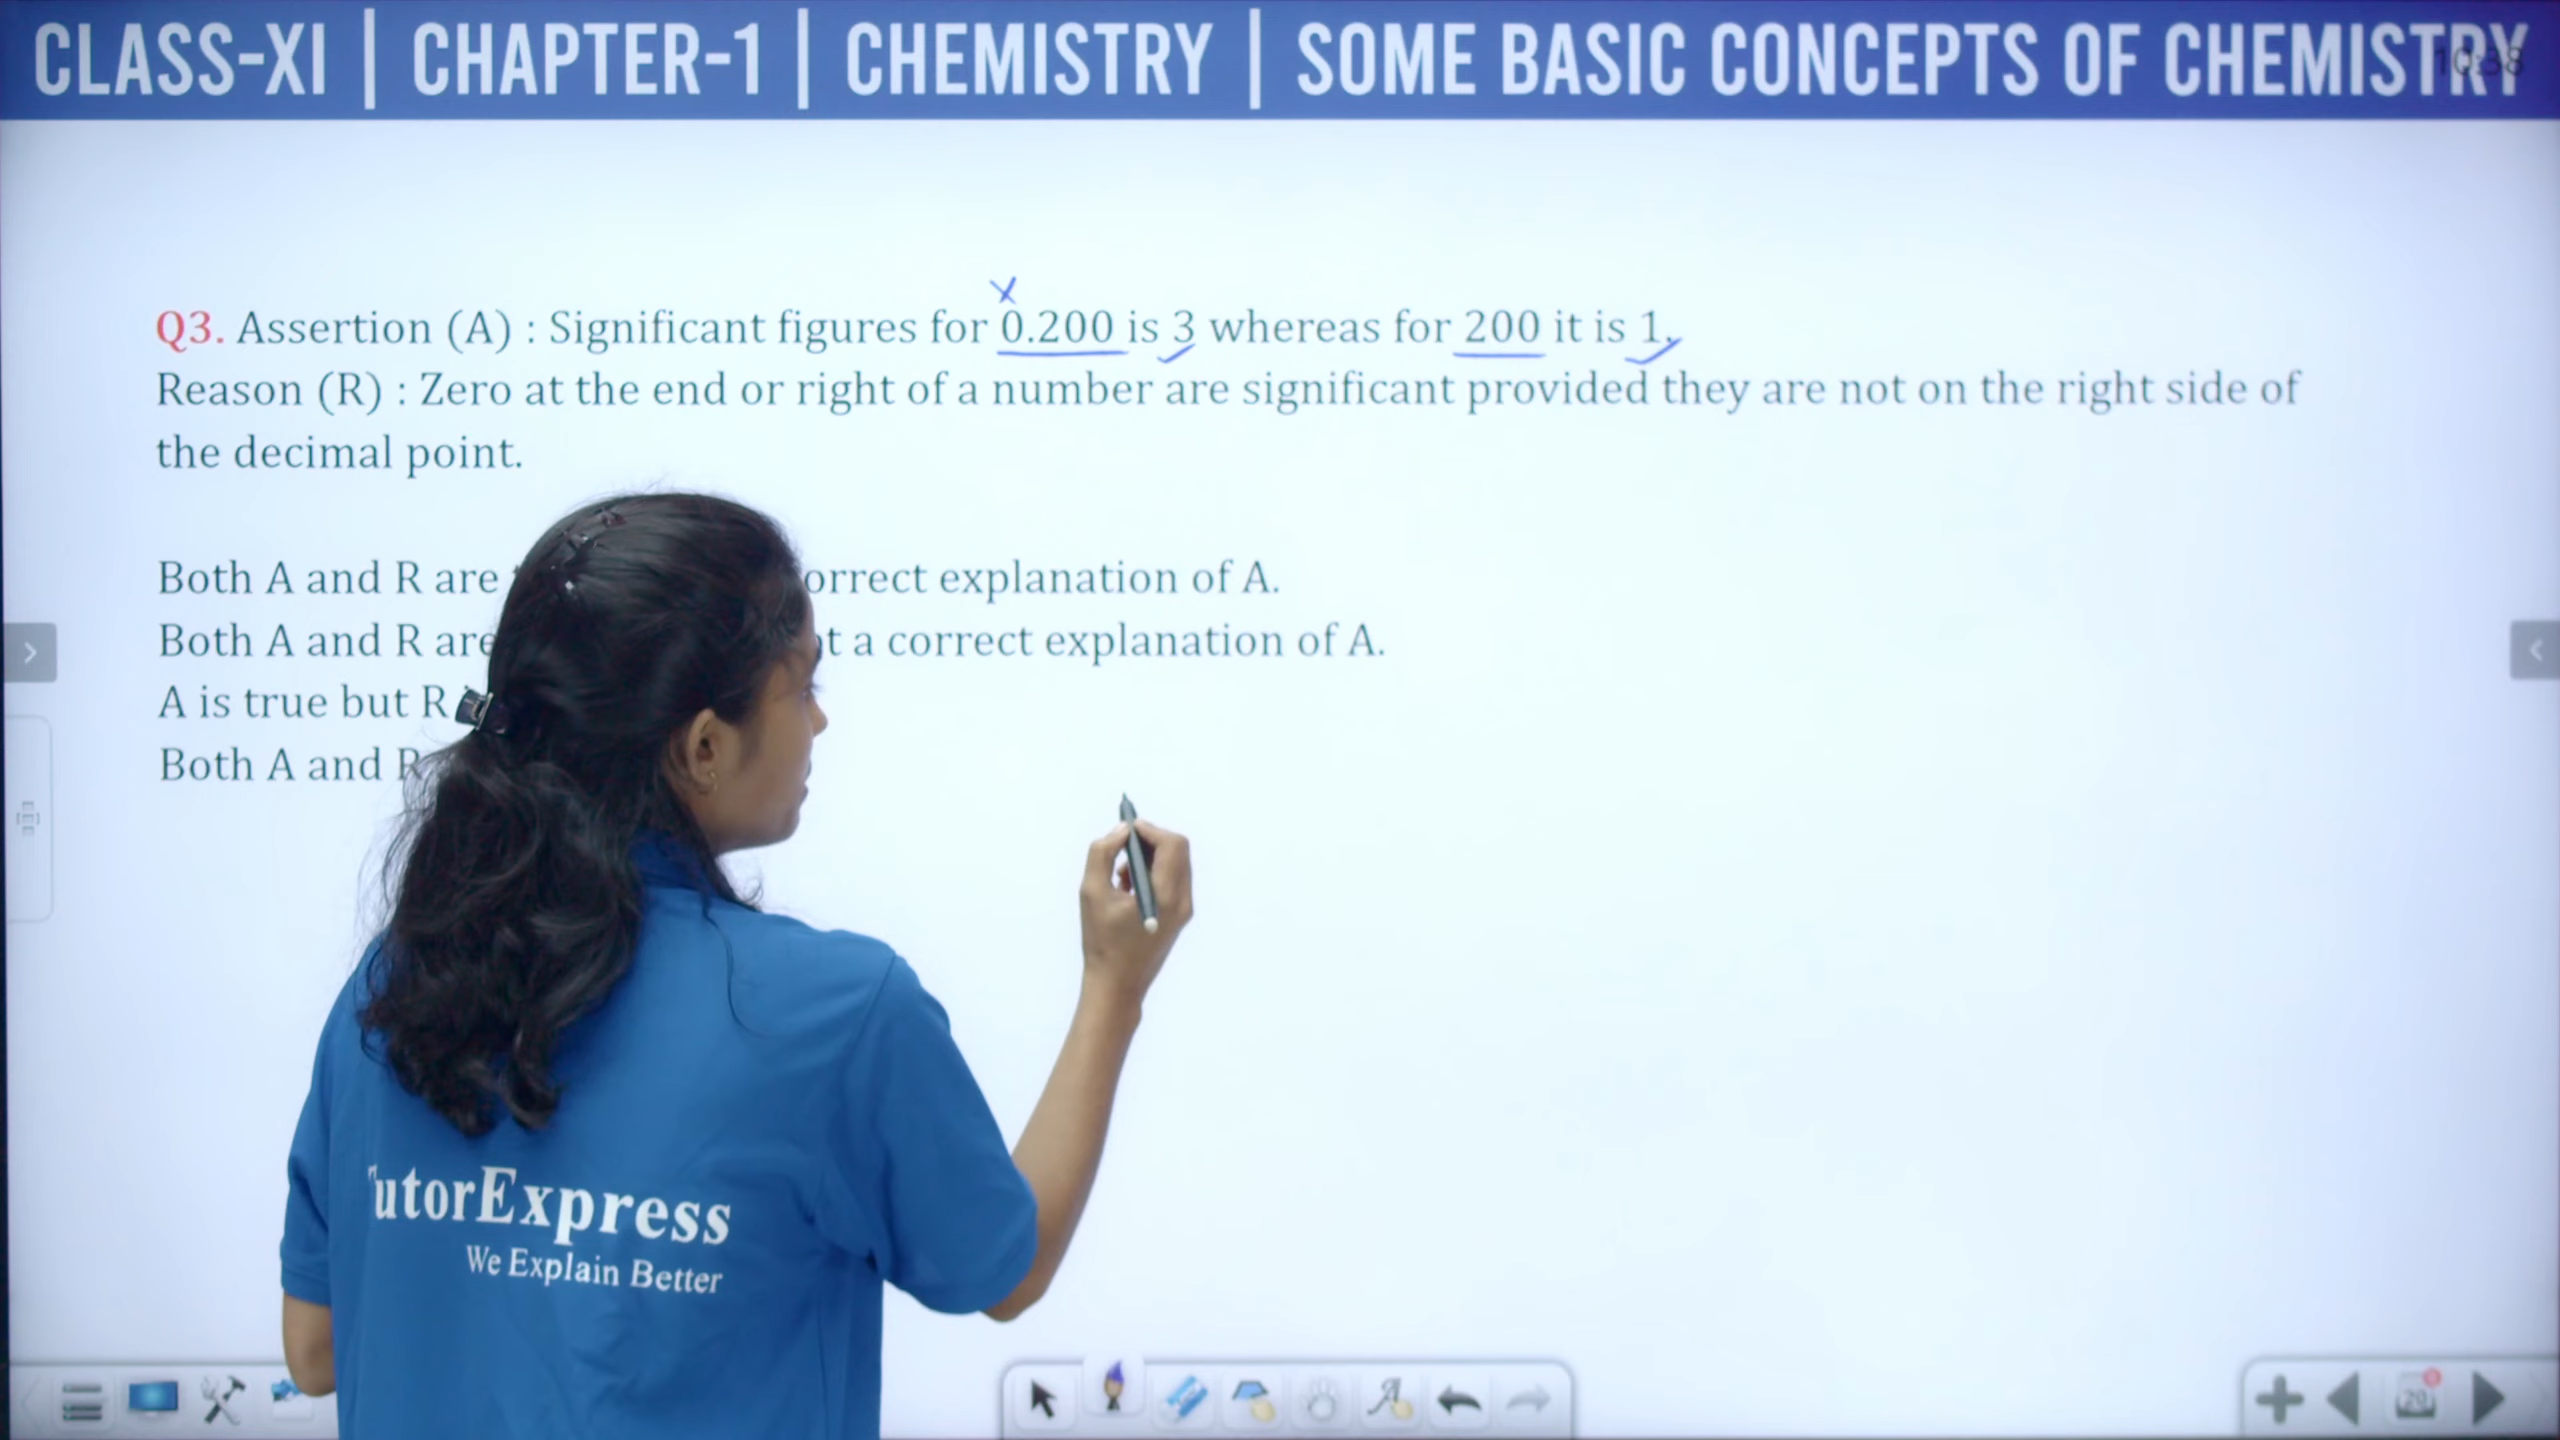 CLASS-XI | CHAPTER-1 | CHEMISTRY | SOME BASIC CONCEPTS OF CHEMISTRY
10:38
x
Q3. Assertion (A) : Significant figures for 0.200 is 3 whereas for 200 it is 1.
Reason (R) : Zero at the end or right of a number are significant provided they are not on the right side of
the decimal point.
Both A and R are orrect explanation of A.
Both A and R are t a correct explanation of A.
A is true but R
Both A and R
utorExpress
We Explain Better
20